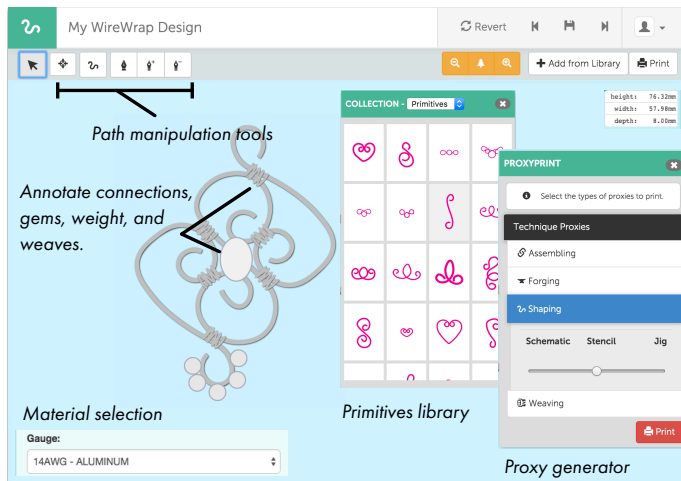 My WireWrap Design
Revert
Add from Library
Print
height: 76.32mm
width: 57.98mm
depth: 8.00mm
Path manipulation tools
COLLECTION - Primitives
Annotate connections,
gems, weight, and
weaves.
PROXYPRINT
Select the types of proxies to print.
Technique Proxies
Assembling
Forging
Shaping
Schematic Stencil Jig
Weaving
Print
Material selection
Primitives library
Gauge:
14AWG - ALUMINUM
Proxy generator